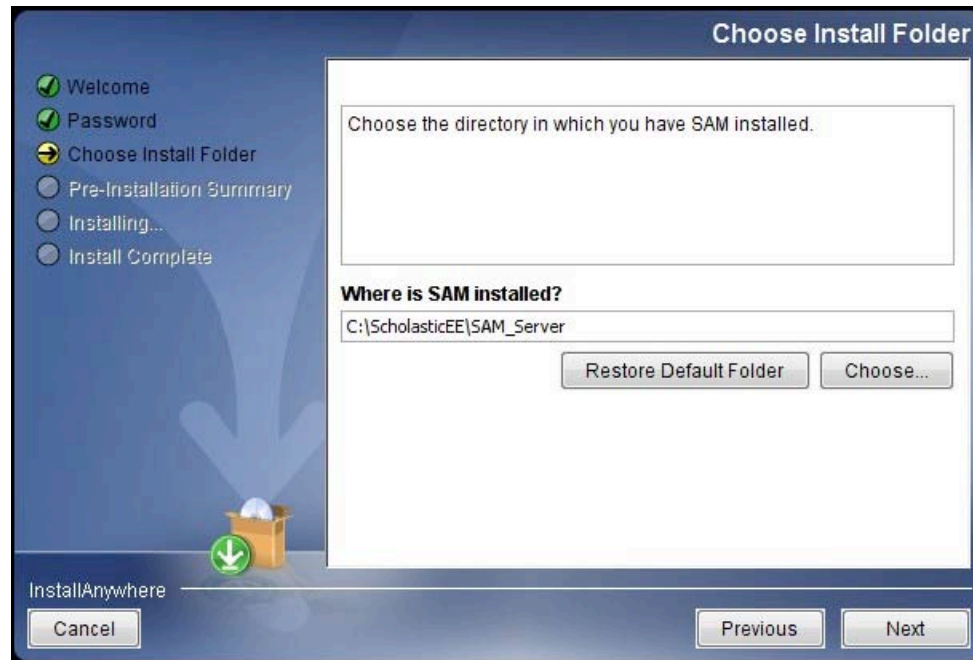 Choose Install Folder
Welcome
Password
Choose Install Folder
Pre-Installation Summary
Installing...
Install Complete
Choose the directory in which you have SAM installed.
Where is SAM installed?
C:\ScholasticEE\SAM_Server
Restore Default Folder Choose...
InstallAnywhere
Cancel Previous Next